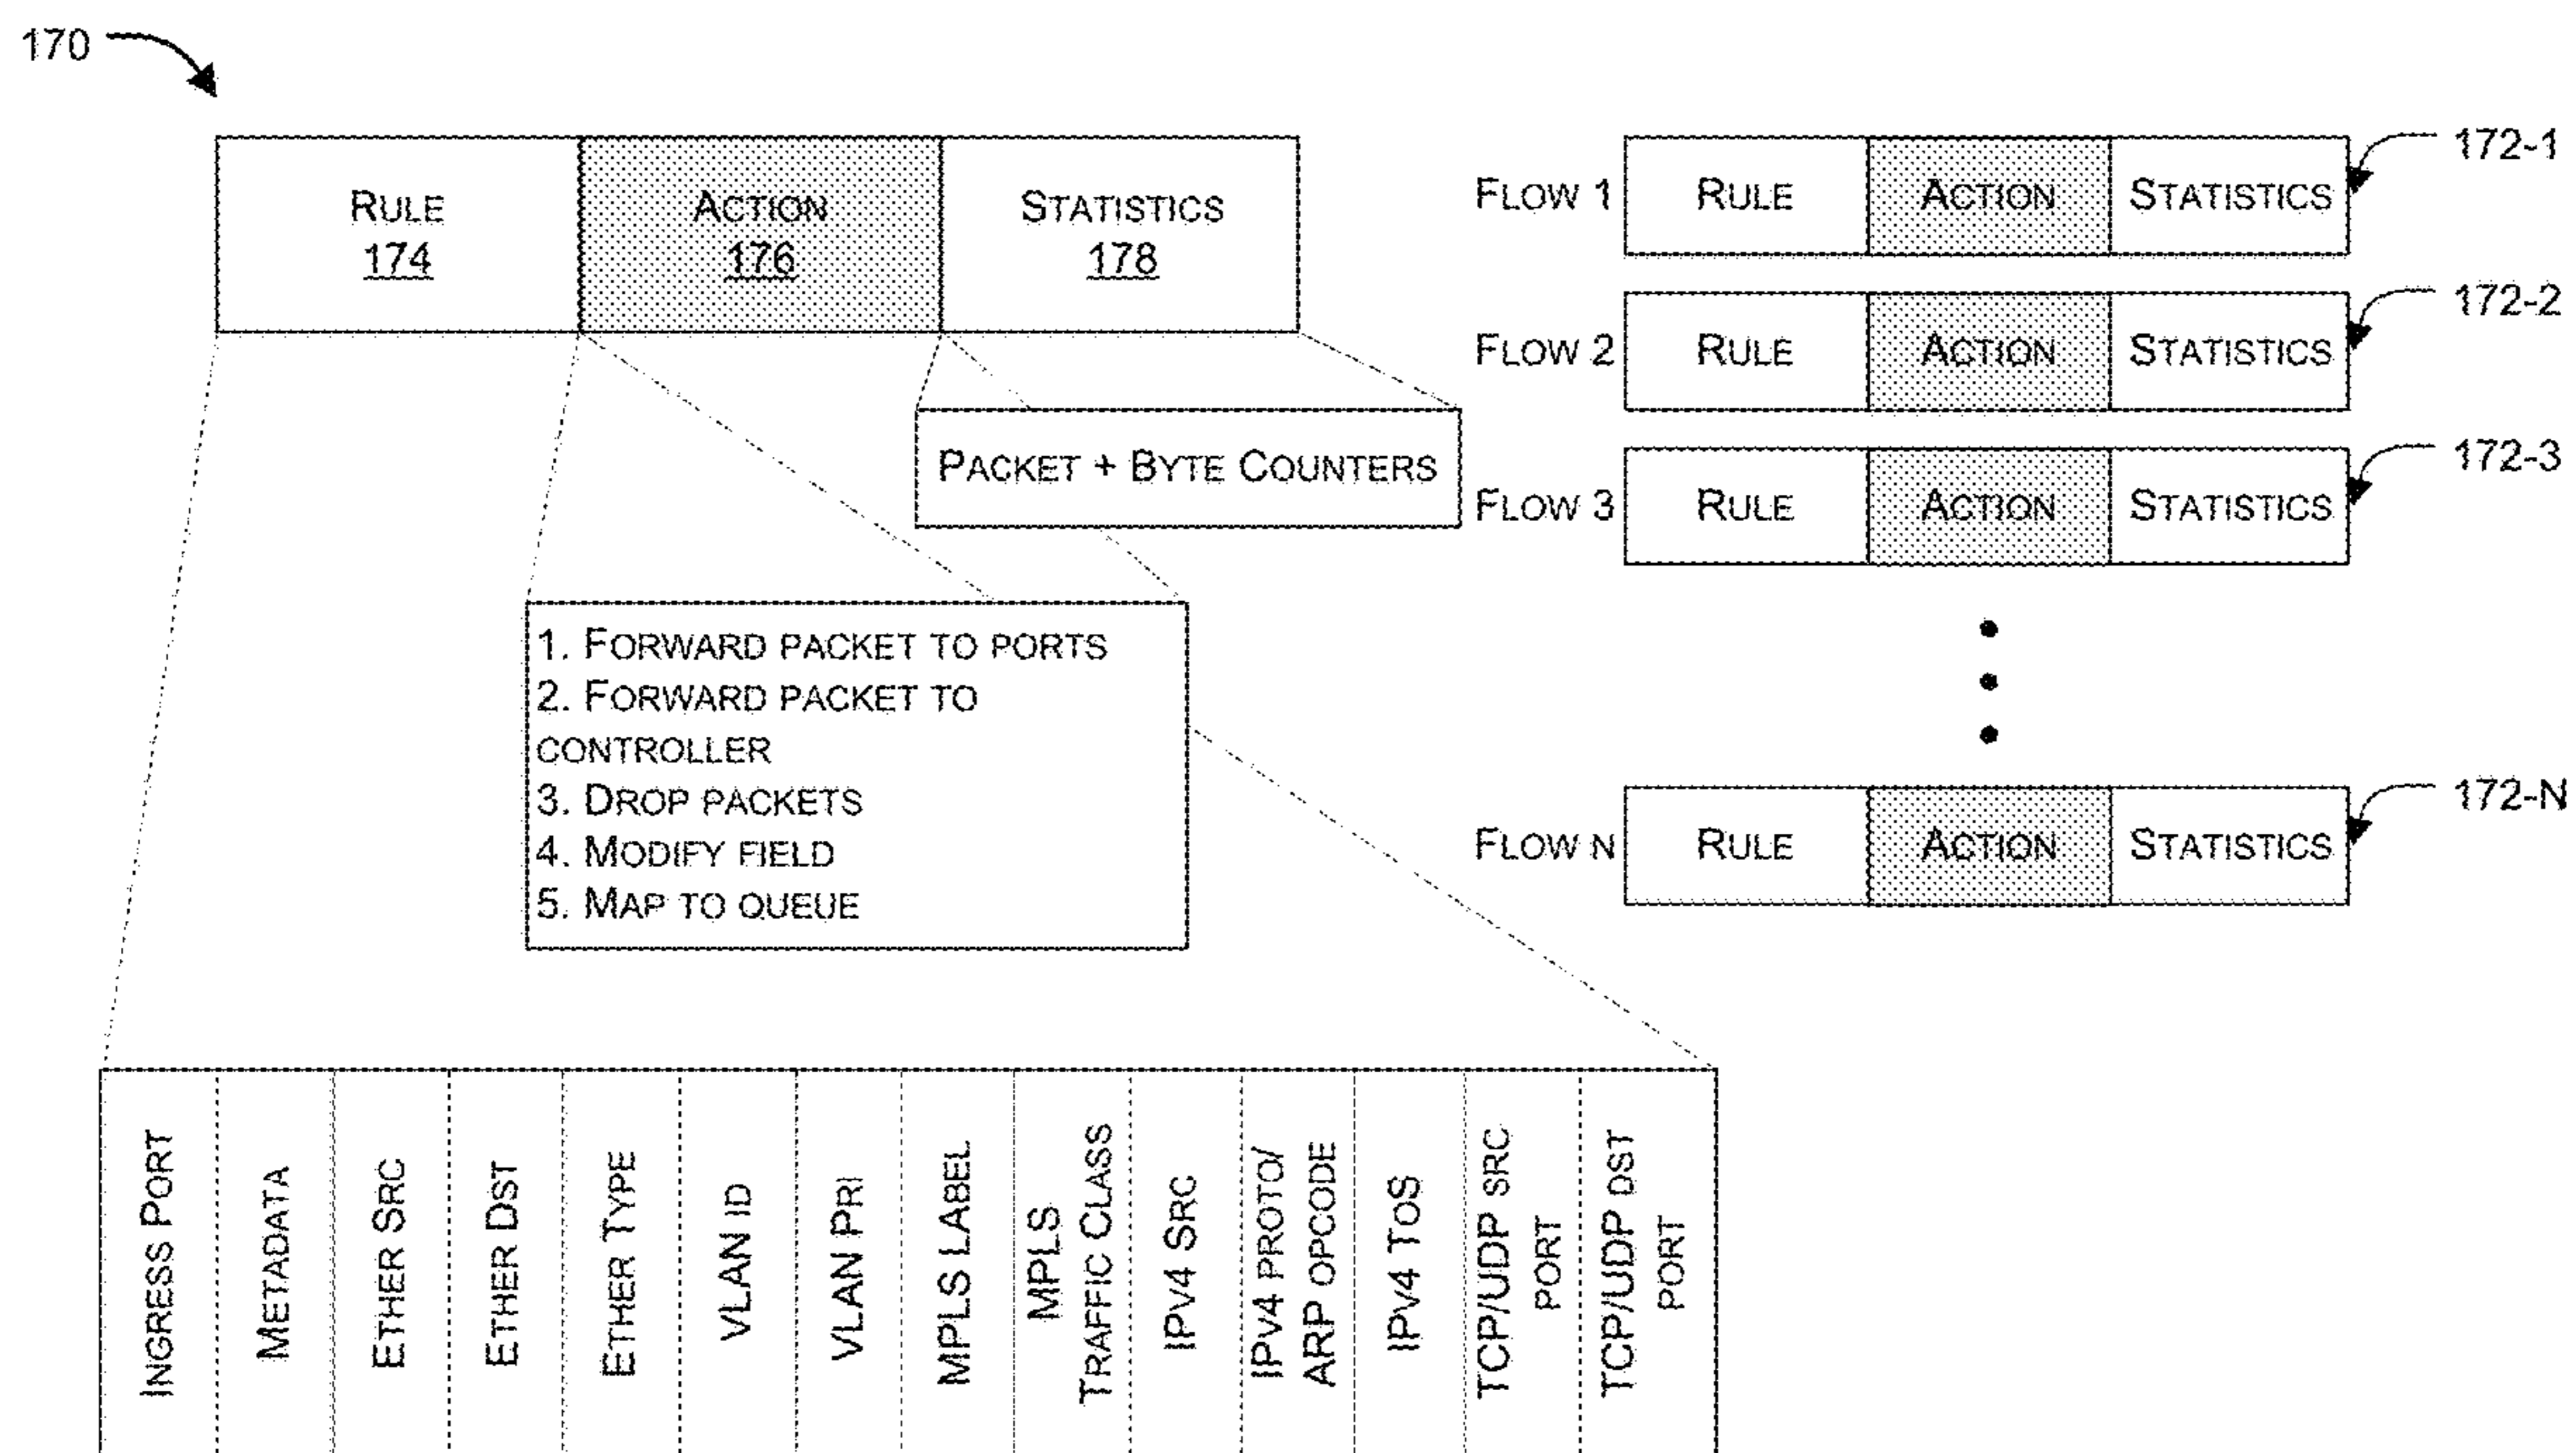 170
RULE
174
ACTION
176
STATISTICS
178
PACKET + BYTE COUNTERS
1. FORWARD PACKET TO PORTS
2. FORWARD PACKET TO
CONTROLLER
3. DROP PACKETS
4. MODIFY FIELD
5. MAP TO QUEUE
INGRESS PORT
METADATA
ETHER SRC
ETHER DST
ETHER TYPE
VLAN ID
VLAN PRI
MPLS LABEL
MPLS
TRAFFIC CLASS
IPV4 SRC
IPV4 PROTO/
ARP OPCODE
IPV4 TOS
TCP/UDP SRC
PORT
TCP/UDP DST
PORT
FLOW 1 RULE ACTION STATISTICS 172-1
FLOW 2 RULE ACTION STATISTICS 172-2
FLOW 3 RULE ACTION STATISTICS 172-3
FLOW N RULE ACTION STATISTICS 172-N